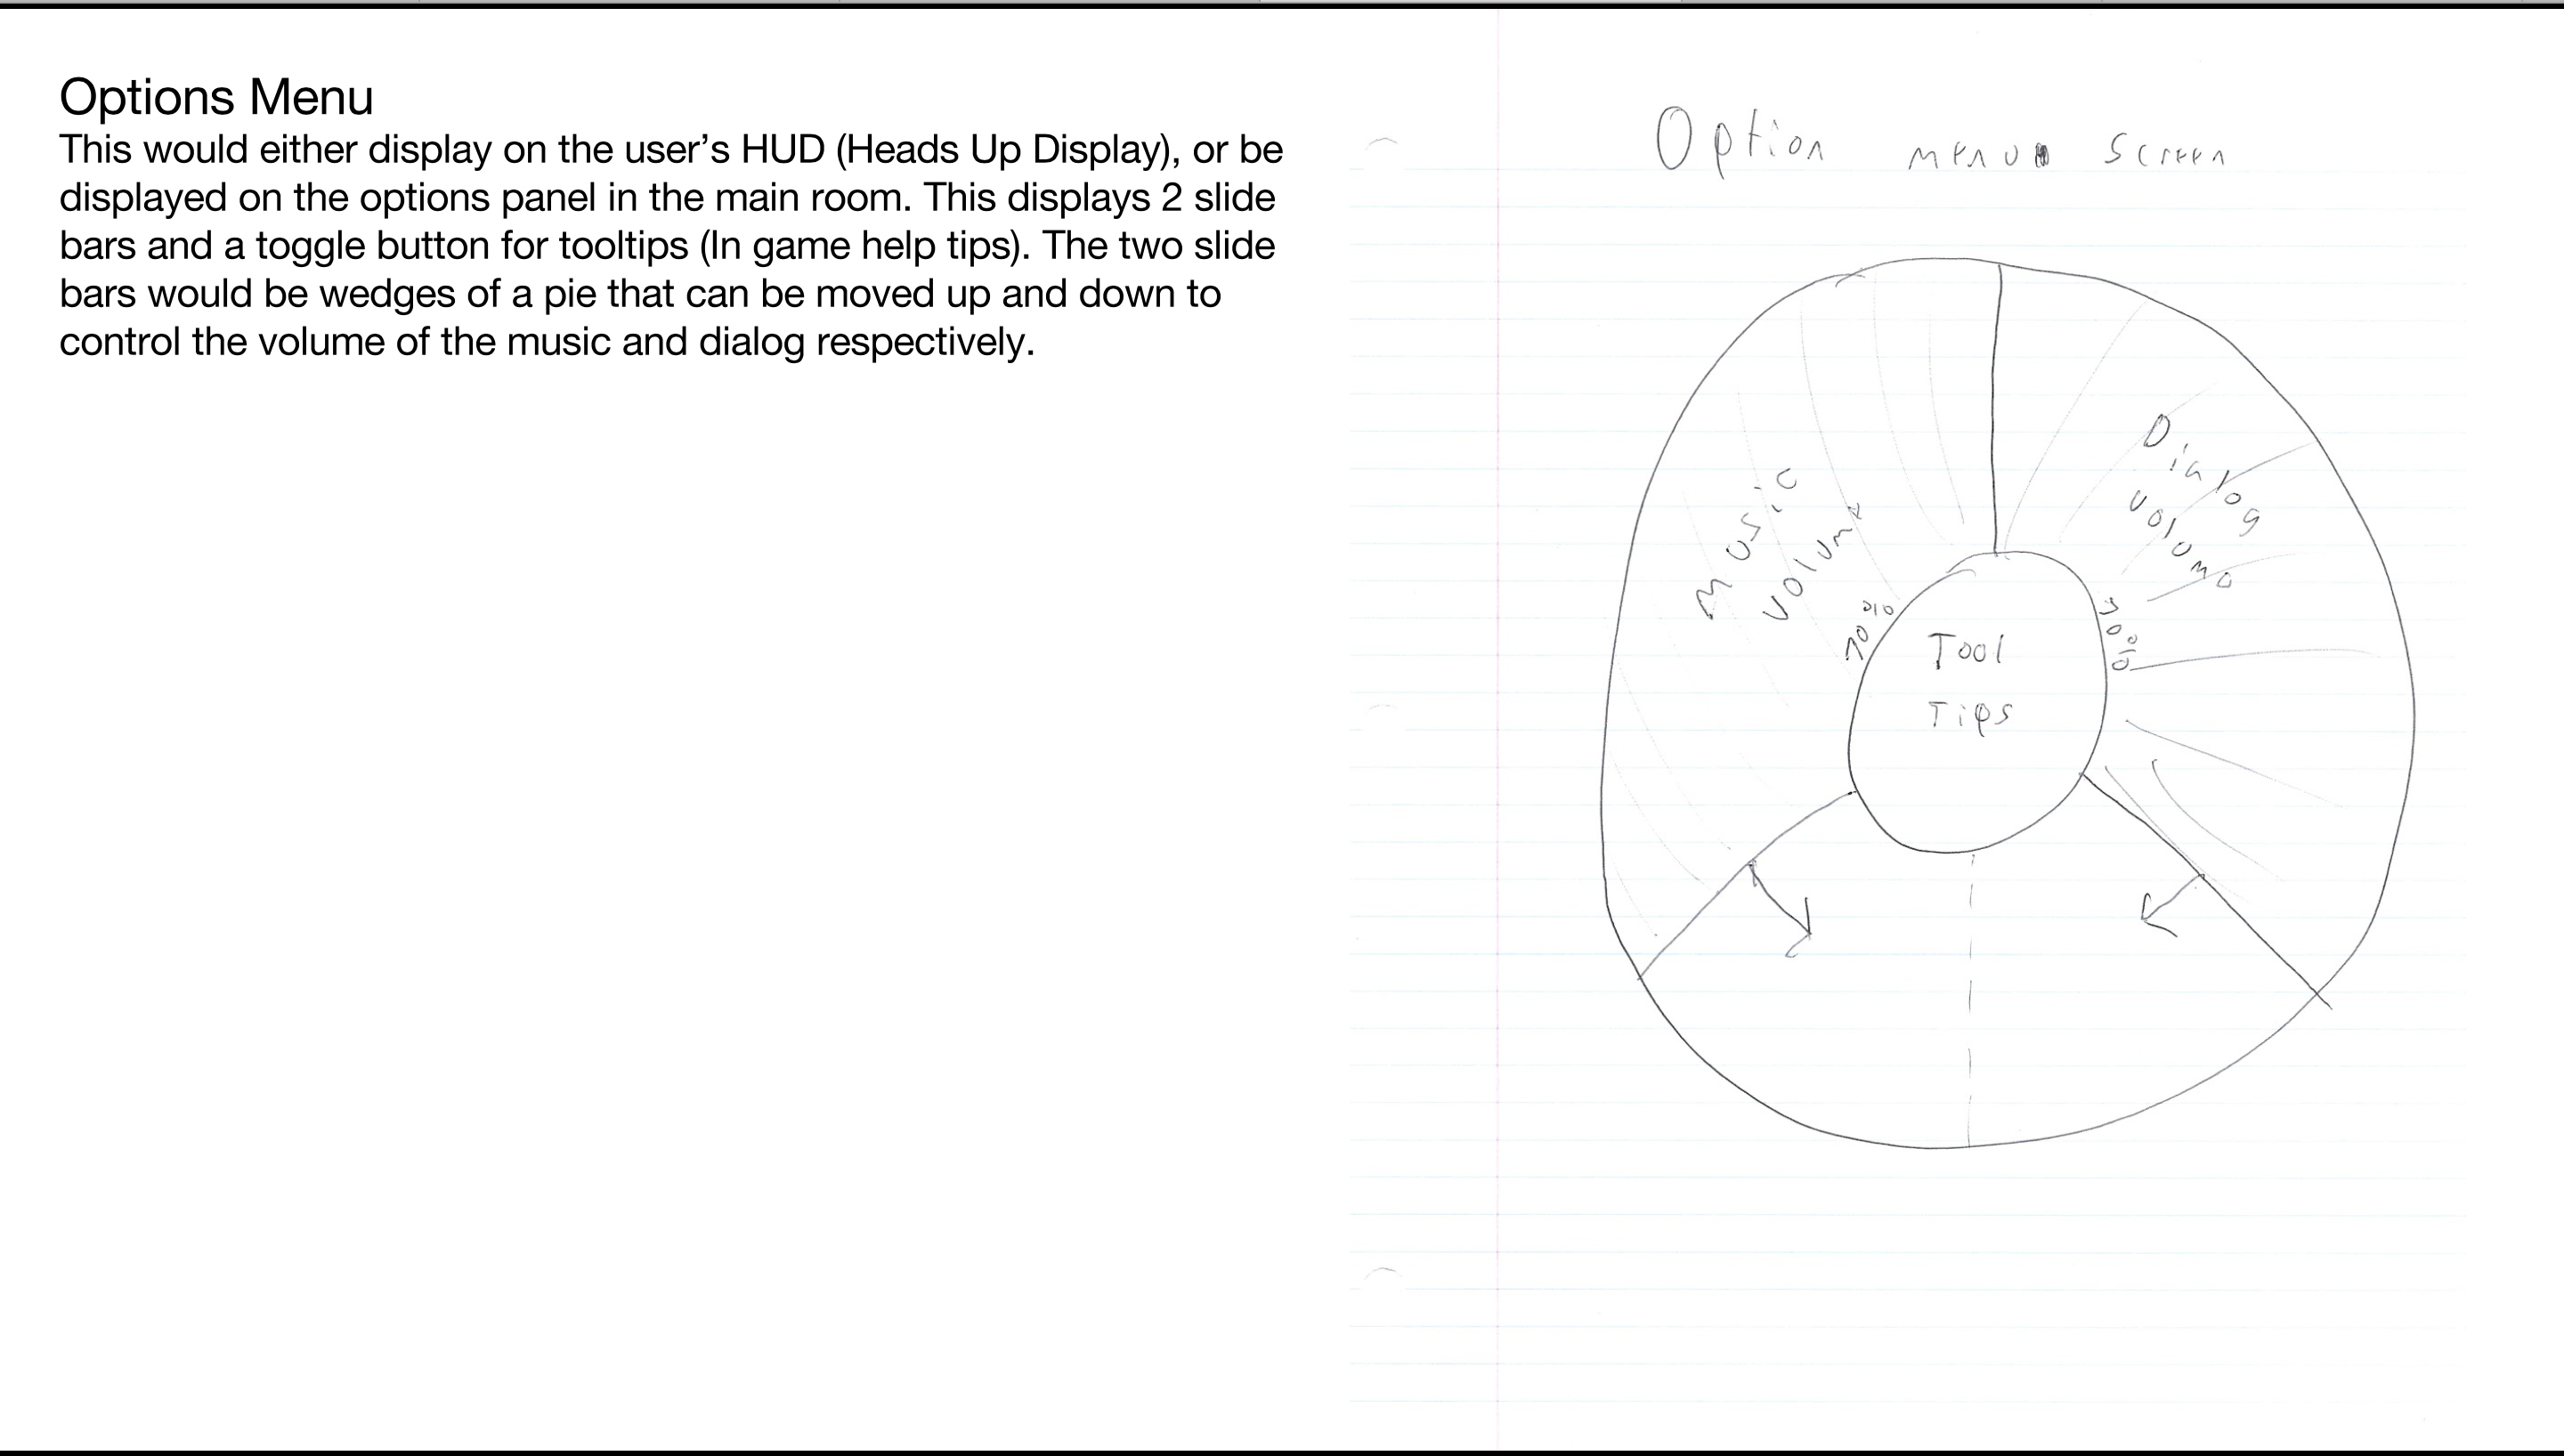 Options Menu
This would either display on the user’s HUD (Heads Up Display), or be
displayed on the options panel in the main room. This displays 2 slide
bars and a toggle button for tooltips (In game help tips). The two slide
bars would be wedges of a pie that can be moved up and down to
control the volume of the music and dialog respectively.
Option menu screen
Music
Volume
70%
Dialog
Volume
70%
Tool
Tips